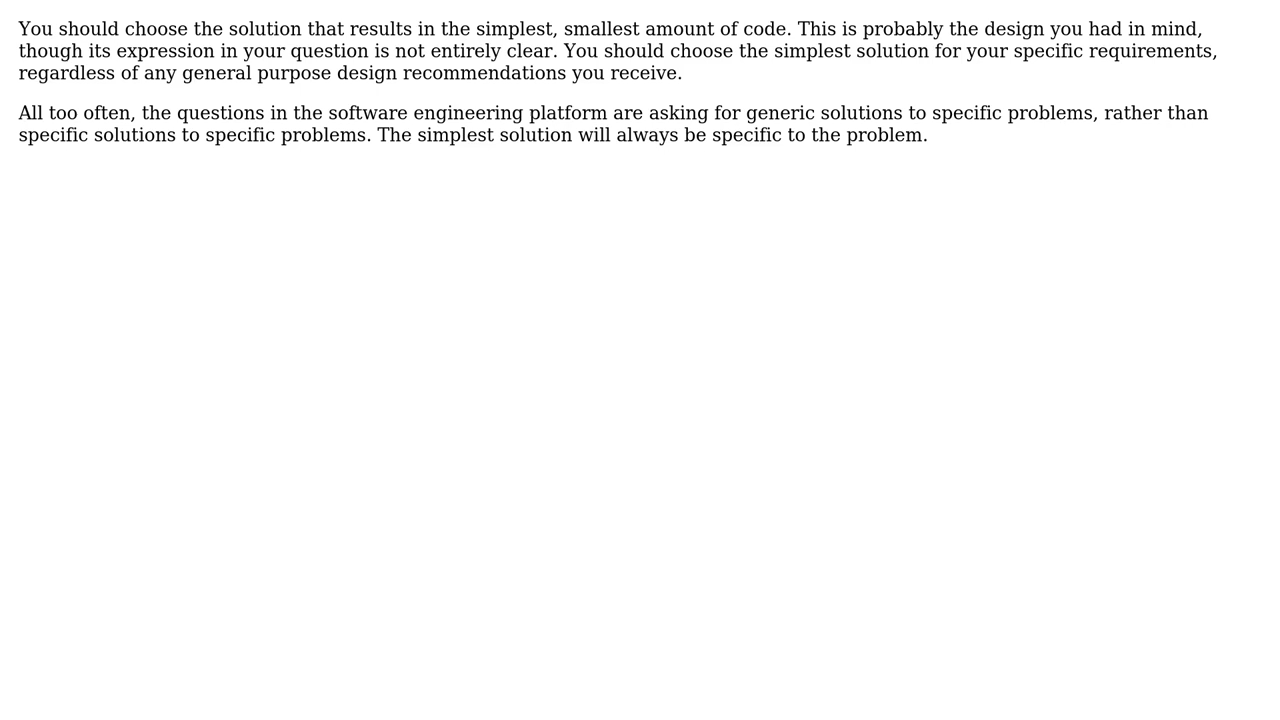 You should choose the solution that results in the simplest, smallest amount of code. This is probably the design you had in mind,
though its expression in your question is not entirely clear. You should choose the simplest solution for your specific requirements,
regardless of any general purpose design recommendations you receive.
All too often, the questions in the software engineering platform are asking for generic solutions to specific problems, rather than
specific solutions to specific problems. The simplest solution will always be specific to the problem.